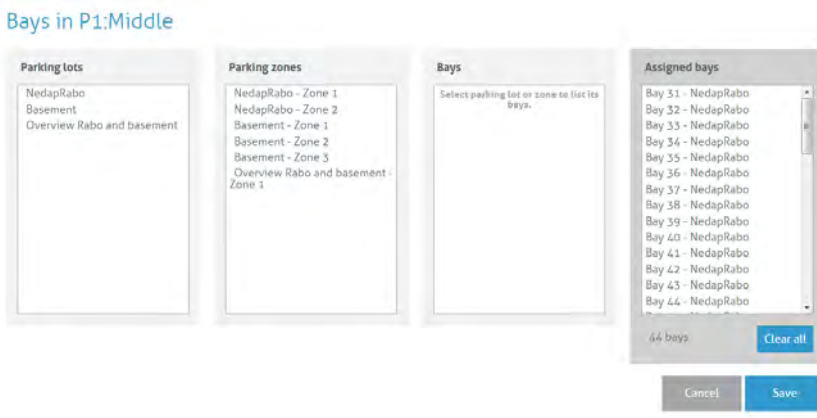 Bays in P1:Middle
Parking lots
NedapRabo
Basement
Overview Rabo and basement
Parking zones
NedapRabo - Zone 1
NedapRabo - Zone 2
Basement - Zone 1
Basement - Zone 2
Basement - Zone 3
Overview Rabo and basement -
Zone 1
Bays
Select parking lot or zone to list its
bays.
Assigned bays
Bay 31 - NedapRabo
Bay 32 - NedapRabo
Bay 33 - NedapRabo
Bay 34 - NedapRabo
Bay 35 - NedapRabo
Bay 36 - NedapRabo
Bay 37 - NedapRabo
Bay 38 - NedapRabo
Bay 39 - NedapRabo
Bay 40 - NedapRabo
Bay 41 - NedapRabo
Bay 42 - NedapRabo
Bay 43 - NedapRabo
Bay 44 - NedapRabo
44 bays
Clear all
Cancel
Save